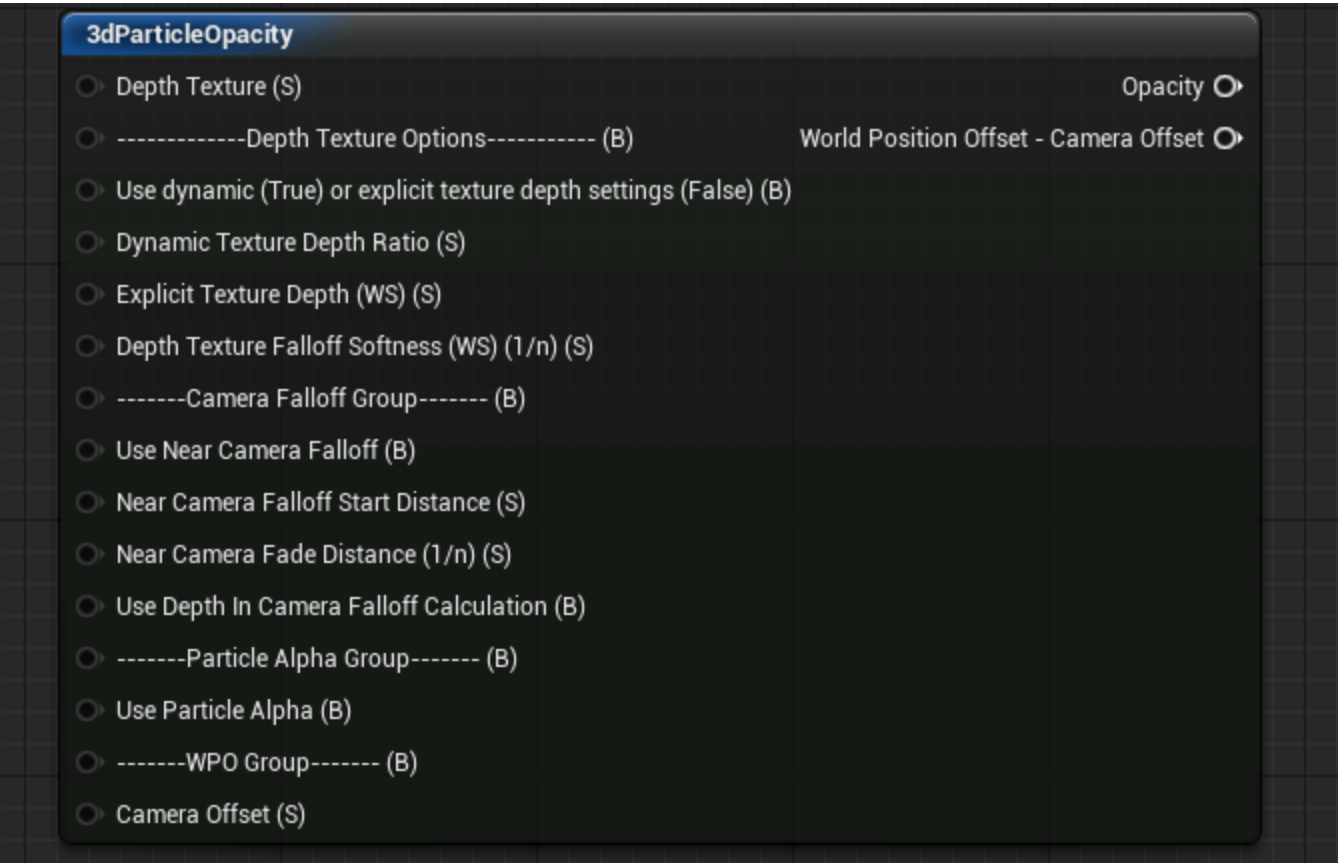 3dParticleOpacity
Depth Texture (S)
Opacity
-------------Depth Texture Options----------- (B)
World Position Offset - Camera Offset
Use dynamic (True) or explicit texture depth settings (False) (B)
Dynamic Texture Depth Ratio (S)
Explicit Texture Depth (WS) (S)
Depth Texture Falloff Softness (WS) (1/n) (S)
-------Camera Falloff Group------- (B)
Use Near Camera Falloff (B)
Near Camera Falloff Start Distance (S)
Near Camera Fade Distance (1/n) (S)
Use Depth In Camera Falloff Calculation (B)
-------Particle Alpha Group------- (B)
Use Particle Alpha (B)
-------WPO Group------- (B)
Camera Offset (S)